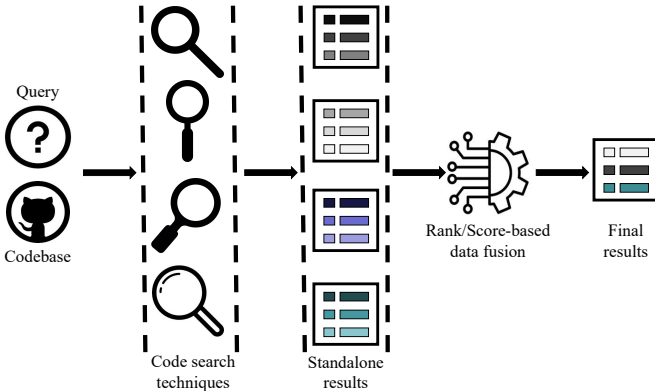 Query
?
Codebase
Code search
techniques
Standalone
results
Rank/Score-based
data fusion
Final
results